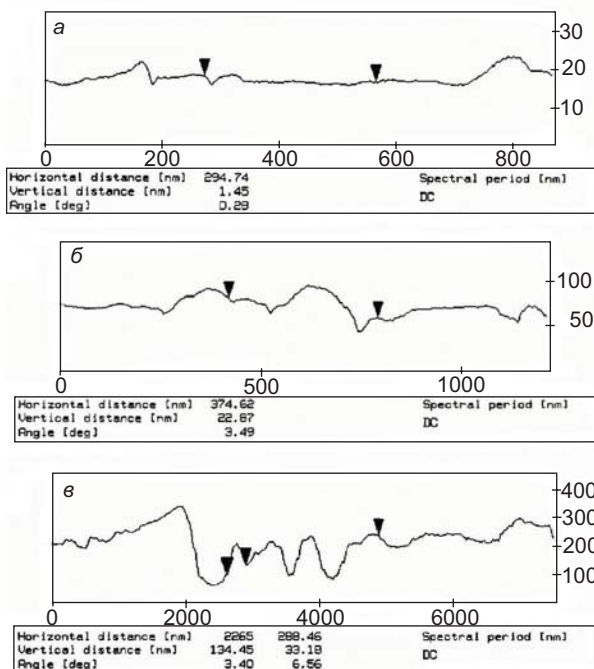 а
30
20
10
0 200 400 600 800
Horizontal distance [nm] 294.74 Spectral period [nm]
Vertical distance [nm] 1.45 DC
Angle [deg] 0.29
б
100
50
0 500 1000
Horizontal distance [nm] 374.62 Spectral period [nm]
Vertical distance [nm] 22.87 DC
Angle [deg] 3.49
в
400
300
200
100
0 2000 4000 6000
Horizontal distance [nm] 2265 288.46 Spectral period [nm]
Vertical distance [nm] 134.45 33.18 DC
Angle [deg] 3.40 6.56